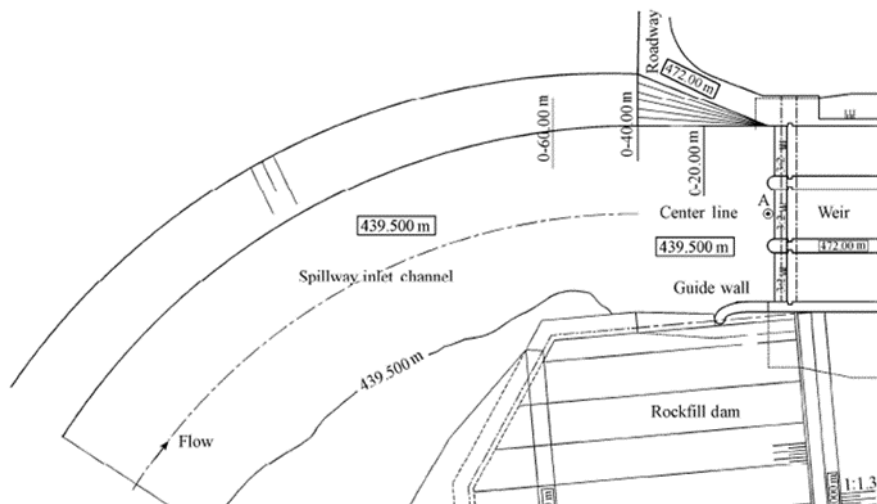 Roadway
472.00 m
0-60.00 m
0-40.00 m
0-20.00 m
A
439.500 m
Center line
Weir
439.500 m
472.00 m
Spillway inlet channel
Guide wall
439.500 m
Rockfill dam
Flow
1:1.3